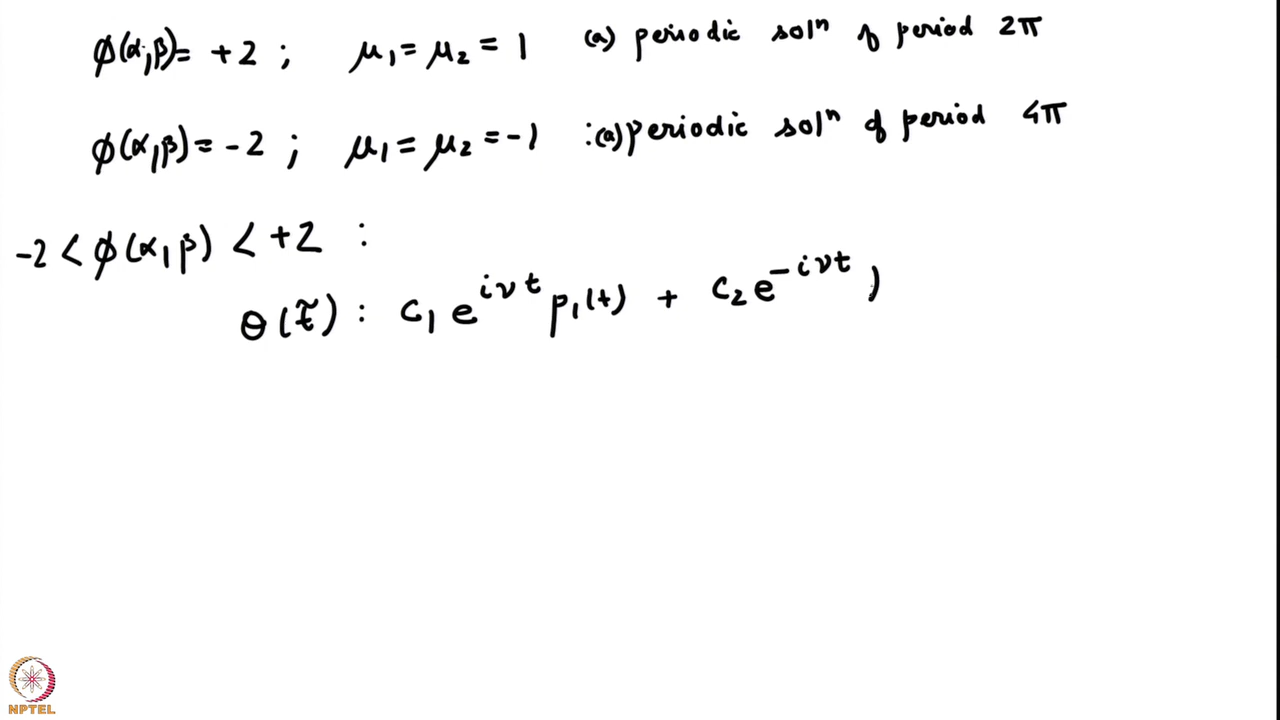 ϕ(α,β)= +2 ; μ₁ = μ₂ = 1 (a) periodic solⁿ of period 2π
ϕ(α,β)= -2 ; μ₁ = μ₂ = -1 :(a) periodic solⁿ of period 4π
-2 < ϕ(α,β) < +2 :
θ(t̃) : c₁ e^{iνt} p₁(t) + c₂ e^{-iνt}
NPTEL